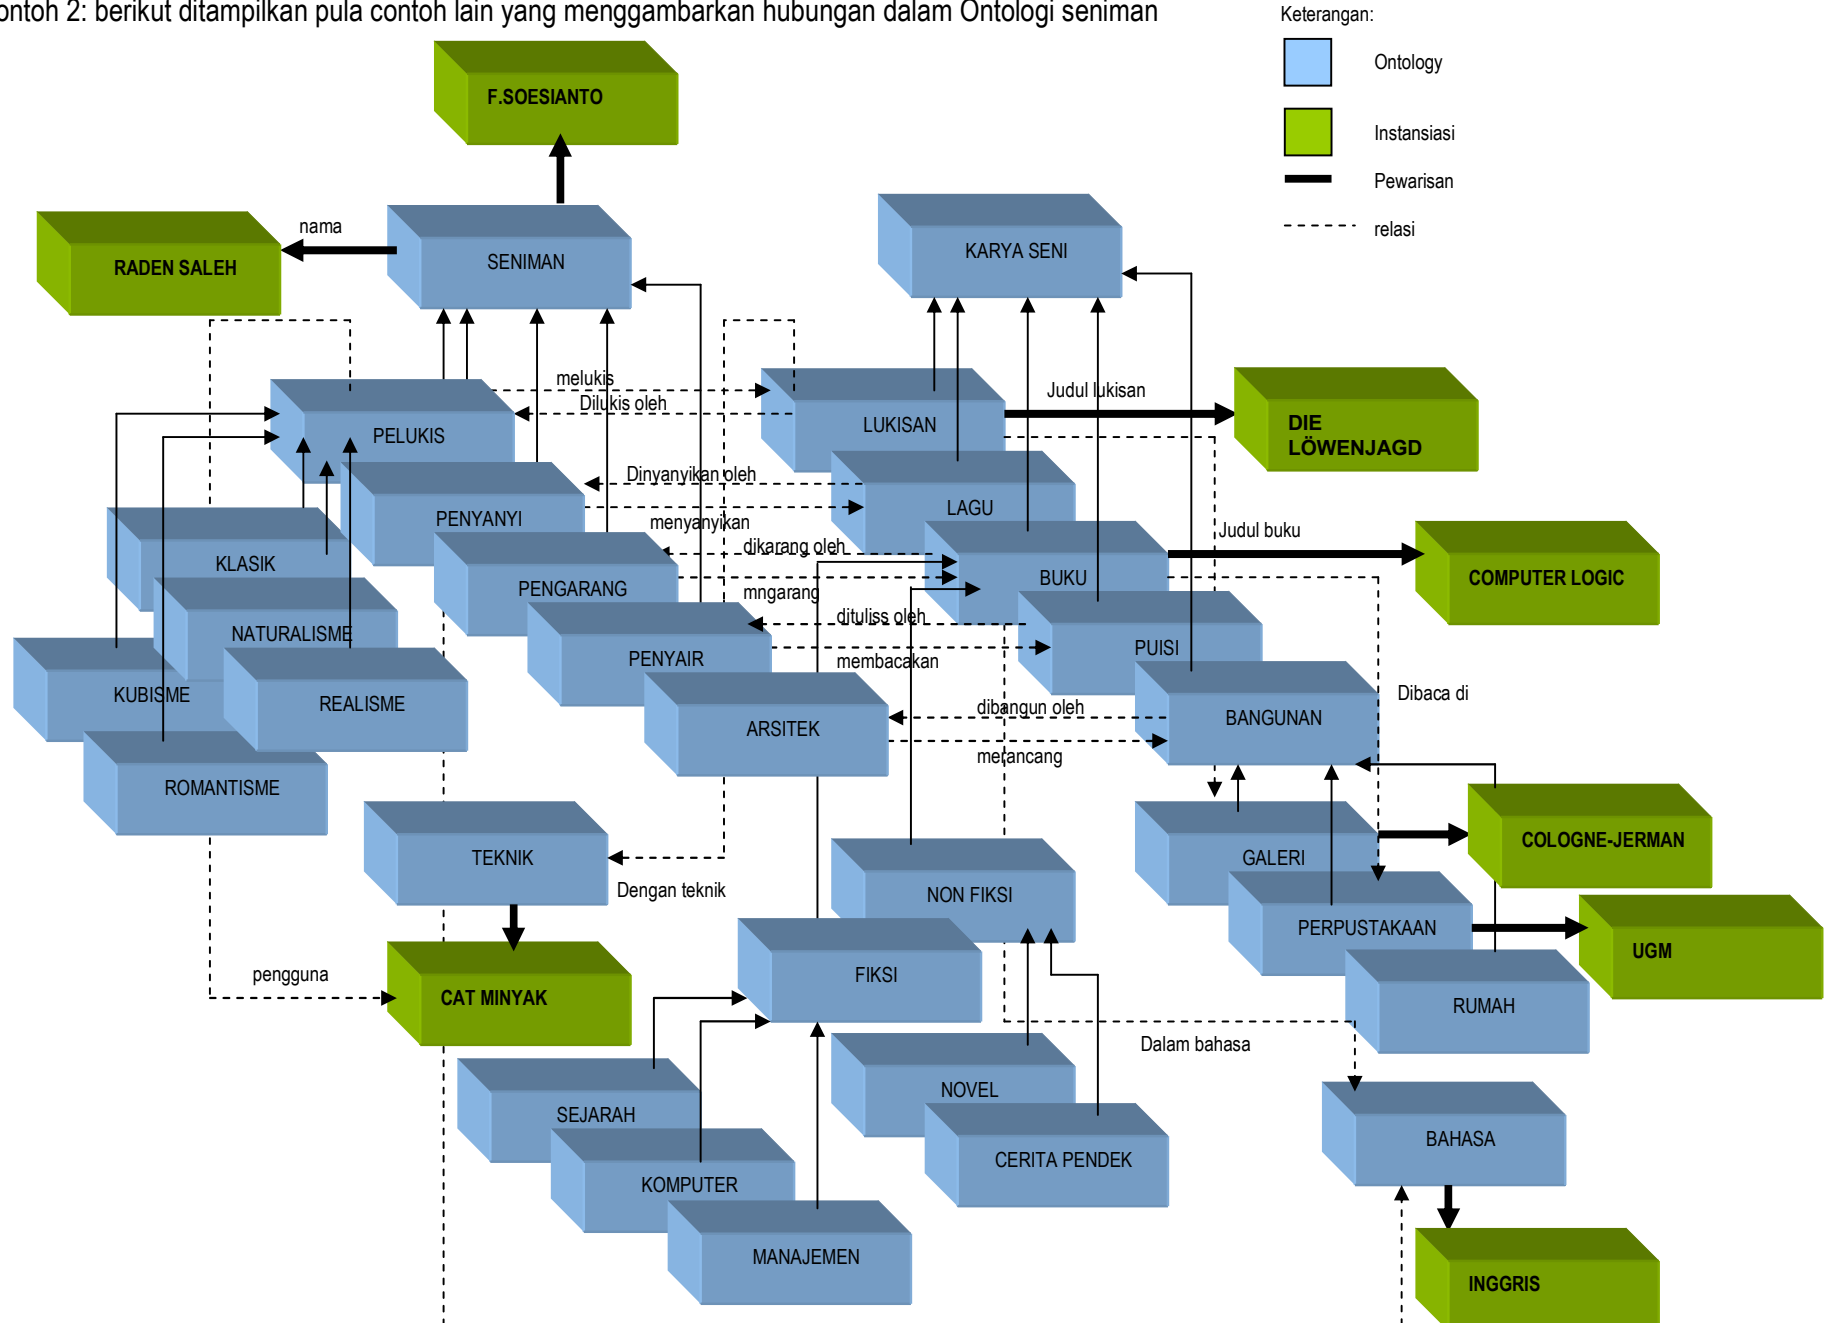 ontoh 2: berikut ditampilkan pula contoh lain yang menggambarkan hubungan dalam Ontologi seniman
Keterangan:
Ontology
Instansiasi
Pewarisan
relasi
F.SOESIANTO
nama
RADEN SALEH
SENIMAN
KARYA SENI
melukis
Dilukis oleh
Judul lukisan
PELUKIS
LUKISAN
DIE
LÖWENJAGD
Dinyanyikan oleh
PENYANYI
LAGU
menyanyikan
Judul buku
dikarang oleh
KLASIK
PENGARANG
mngarang
BUKU
COMPUTER LOGIC
dituliss oleh
NATURALISME
PENYAIR
membacakan
PUISI
KUBISME
REALISME
Dibaca di
dibangun oleh
ARSITEK
BANGUNAN
merancang
ROMANTISME
TEKNIK
GALERI
COLOGNE-JERMAN
Dengan teknik
NON FIKSI
PERPUSTAKAAN
UGM
pengguna
FIKSI
CAT MINYAK
RUMAH
Dalam bahasa
NOVEL
SEJARAH
BAHASA
CERITA PENDEK
KOMPUTER
MANAJEMEN
INGGRIS